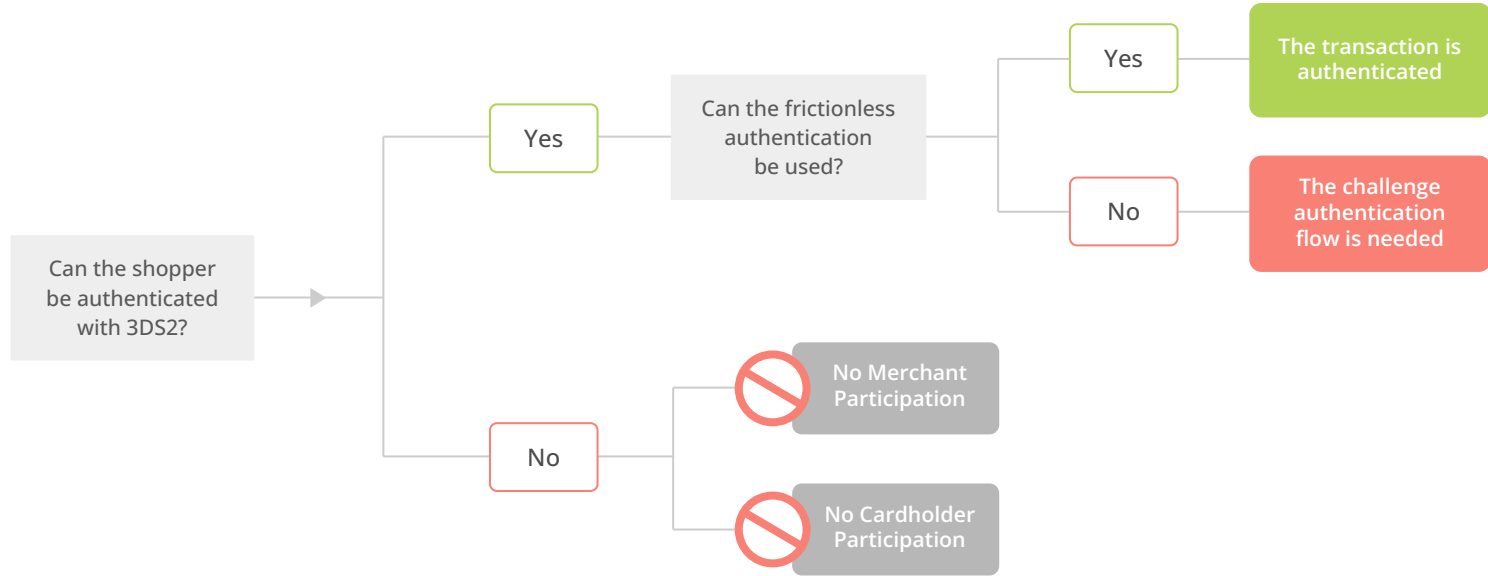 Can the shopper
be authenticated
with 3DS2?
Yes
Can the frictionless
authentication
be used?
Yes
The transaction is
authenticated
No
The challenge
authentication
flow is needed
No
No Merchant
Participation
No Cardholder
Participation